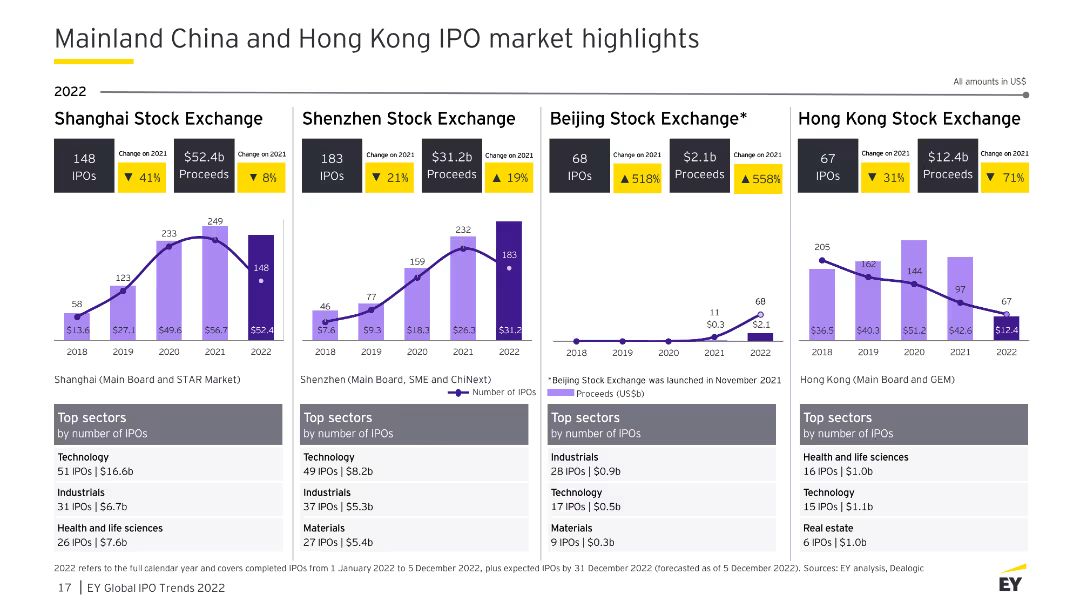 Mainland China and Hong Kong IPO market highlights
All amounts in US$
2022
Shanghai Stock Exchange
148
IPOs
Change on 2021
▼ 41%
$52.4b
Proceeds
Change on 2021
▼ 8%
58
123
233
249
148
$13.6
$27.1
$49.6
$56.7
$52.4
2018
2019
2020
2021
2022
Shanghai (Main Board and STAR Market)
Top sectors
by number of IPOs
Technology
51 IPOs | $16.6b
Industrials
31 IPOs | $6.7b
Health and life sciences
26 IPOs | $7.6b
Shenzhen Stock Exchange
183
IPOs
Change on 2021
▼ 21%
$31.2b
Proceeds
Change on 2021
▲ 19%
46
77
159
232
183
$7.6
$9.3
$18.3
$26.3
$31.2
2018
2019
2020
2021
2022
Shenzhen (Main Board, SME and ChiNext)
Number of IPOs
Top sectors
by number of IPOs
Technology
49 IPOs | $8.2b
Industrials
37 IPOs | $5.3b
Materials
27 IPOs | $5.4b
Beijing Stock Exchange*
68
IPOs
Change on 2021
▲ 518%
$2.1b
Proceeds
Change on 2021
▲ 558%
11
$0.3
68
$2.1
2018
2019
2020
2021
2022
*Beijing Stock Exchange was launched in November 2021
Proceeds (US$b)
Top sectors
by number of IPOs
Industrials
28 IPOs | $0.9b
Technology
17 IPOs | $0.5b
Materials
9 IPOs | $0.3b
Hong Kong Stock Exchange
67
IPOs
Change on 2021
▼ 31%
$12.4b
Proceeds
Change on 2021
▼ 71%
205
162
144
97
67
$36.5
$40.3
$51.2
$42.6
$12.4
2018
2019
2020
2021
2022
Hong Kong (Main Board and GEM)
Top sectors
by number of IPOs
Health and life sciences
16 IPOs | $1.0b
Technology
15 IPOs | $1.1b
Real estate
6 IPOs | $1.0b
2022 refers to the full calendar year and covers completed IPOs from 1 January 2022 to 5 December 2022, plus expected IPOs by 31 December 2022 (forecasted as of 5 December 2022). Sources: EY analysis, Dealogic
17 | EY Global IPO Trends 2022
EY